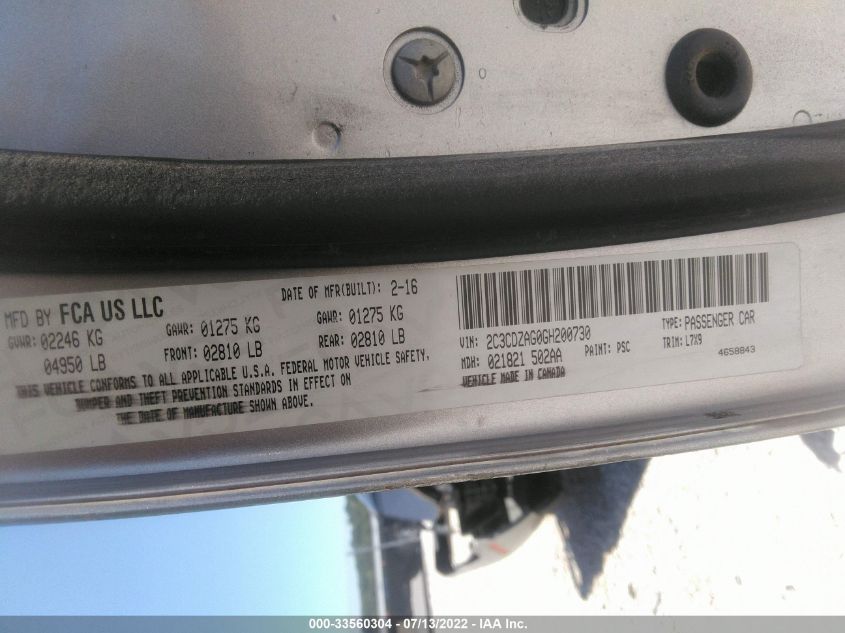 MFD BY FCA US LLC
DATE OF MFR(BUILT): 2-16
GVWR: 02246 KG
GAWR: 01275 KG
GAWR: 01275 KG
04950 LB
FRONT: 02810 LB
REAR: 02810 LB
THIS VEHICLE CONFORMS TO ALL APPLICABLE U.S.A. FEDERAL MOTOR VEHICLE SAFETY,
BUMPER AND THEFT PREVENTION STANDARDS IN EFFECT ON
THE DATE OF MANUFACTURE SHOWN ABOVE.
VIN: 2C3CDZAG0GH200730
TYPE: PASSENGER CAR
MDH: 021821 502AA
PAINT: PSC
TRIM: L7X9
VEHICLE MADE IN CANADA
4658843
000-33560304 - 07/13/2022 - IAA Inc.